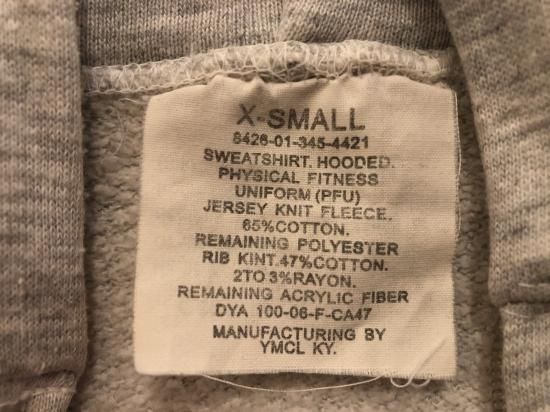 X-SMALL
8426-01-345-4421
SWEATSHIRT. HOODED.
PHYSICAL FITNESS
UNIFORM (PFU)
JERSEY KNIT FLEECE.
65%COTTON.
REMAINING POLYESTER
RIB KINT.47%COTTON.
2TO 3%RAYON.
REMAINING ACRYLIC FIBER
DYA 100-06-F-CA47
MANUFACTURING BY
YMCL KY.